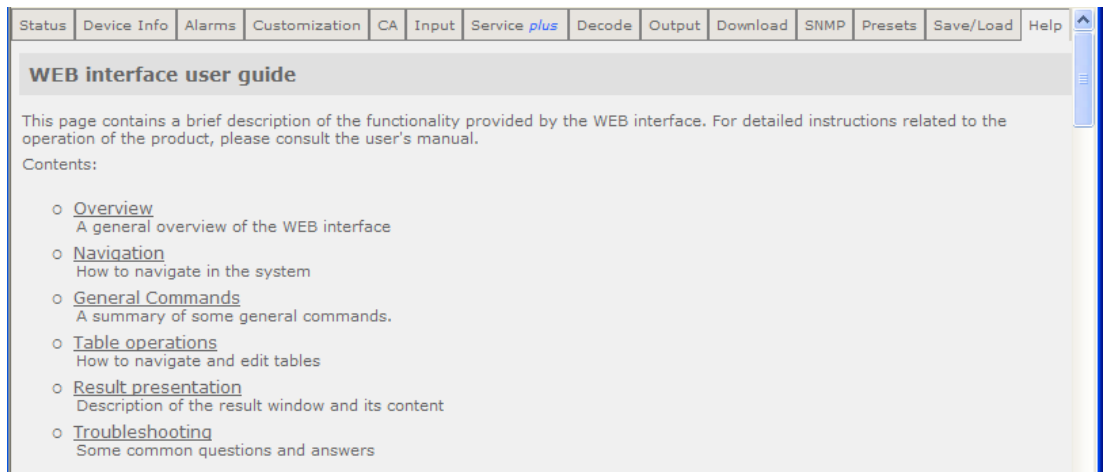 Status Device Info Alarms Customization CA Input Service plus Decode Output Download SNMP Presets Save/Load Help
WEB interface user guide
This page contains a brief description of the functionality provided by the WEB interface. For detailed instructions related to the
operation of the product, please consult the user's manual.
Contents:
Overview
A general overview of the WEB interface
Navigation
How to navigate in the system
General Commands
A summary of some general commands.
Table operations
How to navigate and edit tables
Result presentation
Description of the result window and its content
Troubleshooting
Some common questions and answers